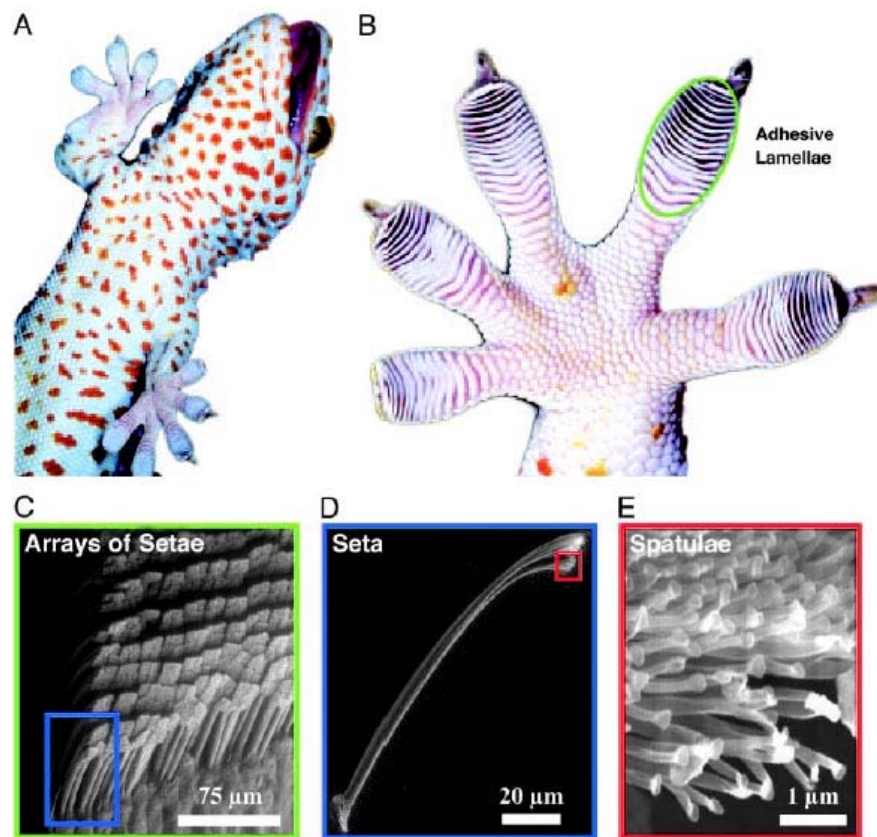 A
B
Adhesive
Lamellae
C
D
E
Arrays of Setae
Seta
Spatulae
75 µm
20 µm
1 µm